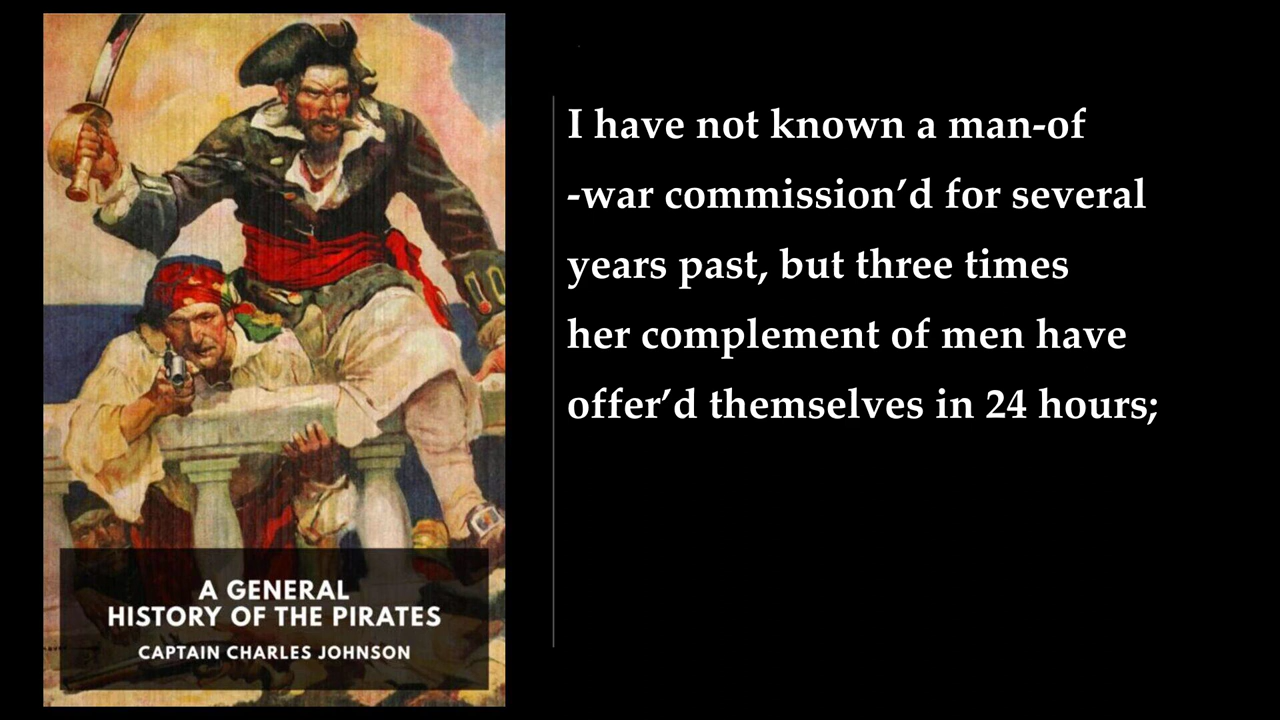 A GENERAL
HISTORY OF THE PIRATES
CAPTAIN CHARLES JOHNSON
I have not known a man-of
-war commission’d for several
years past, but three times
her complement of men have
offer’d themselves in 24 hours;